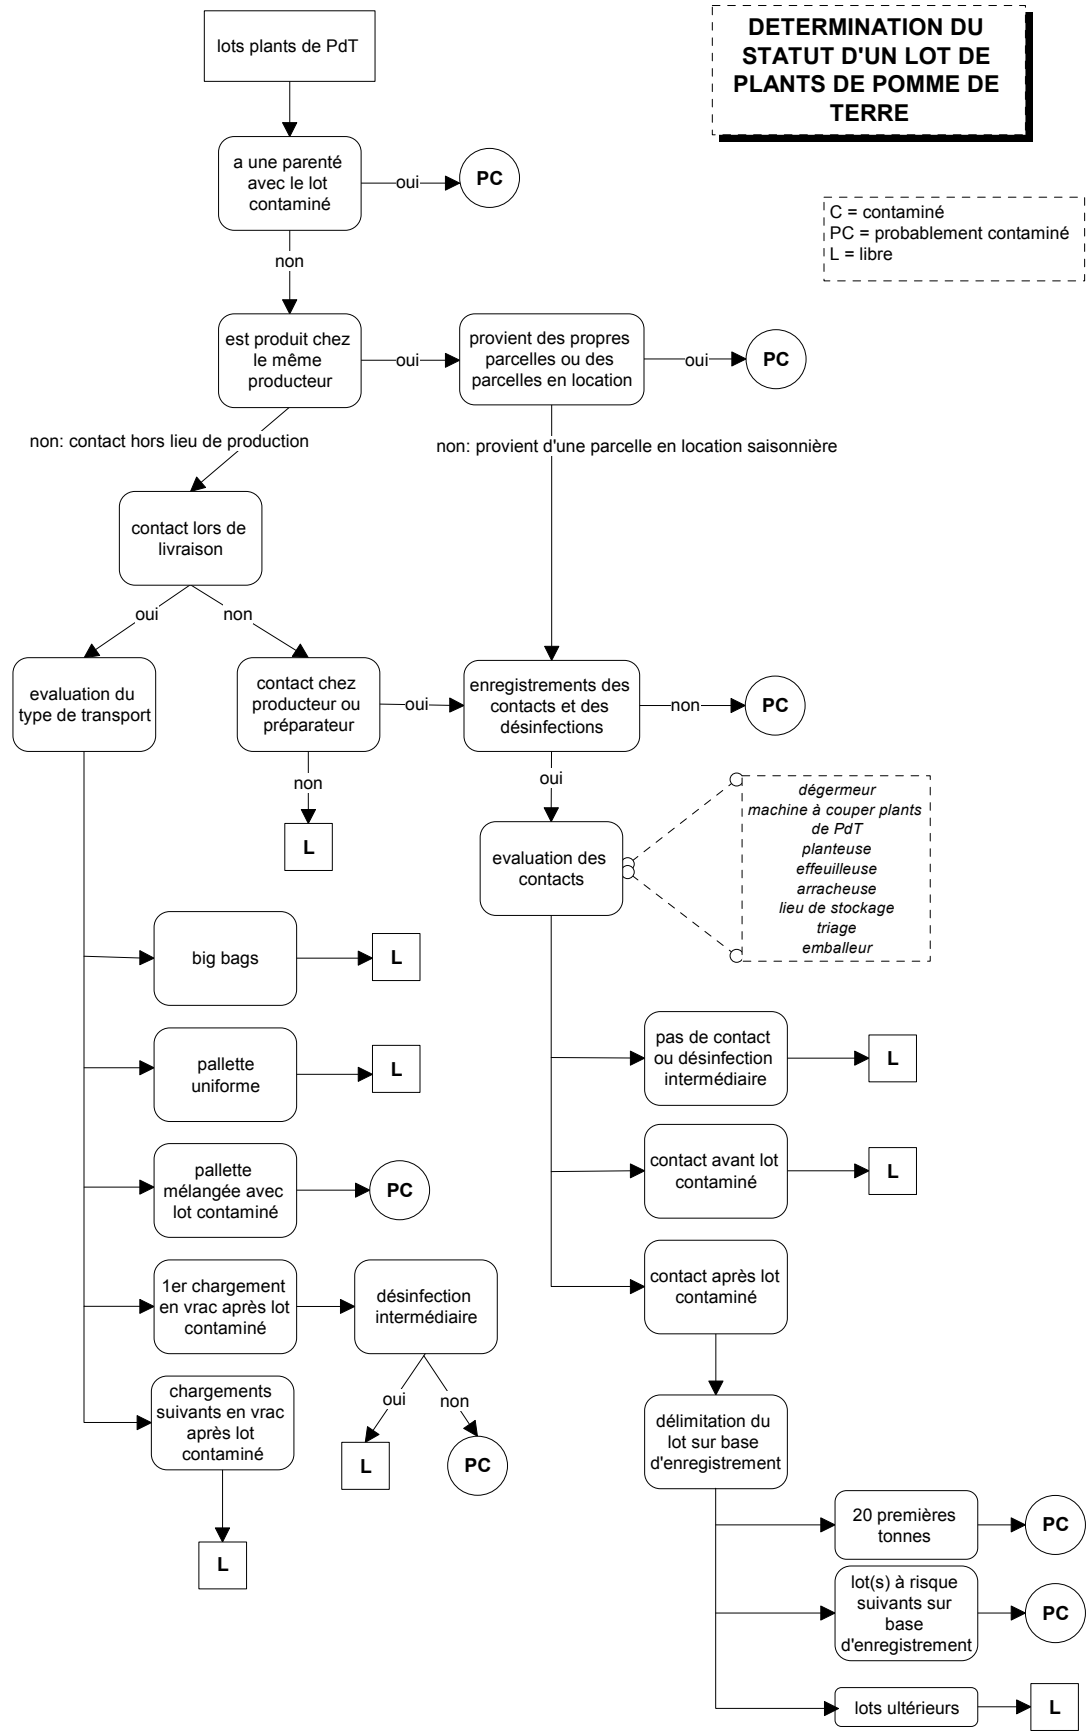 DETERMINATION DU
STATUT D'UN LOT DE
PLANTS DE POMME DE
TERRE
lots plants de PdT
C = contaminé
PC = probablement contaminé
L = libre
a une parenté
avec le lot
contaminé
oui
PC
non
est produit chez
le même
producteur
oui
provient des propres
parcelles ou des
parcelles en location
oui
PC
non: contact hors lieu de production
non: provient d'une parcelle en location saisonnière
contact lors de
livraison
oui
non
evaluation du
type de transport
contact chez
producteur ou
préparateur
oui
enregistrements des
contacts et des
désinfections
non
PC
non
L
oui
evaluation des
contacts
dégermeur
machine à couper plants
de PdT
planteuse
effeuilleuse
arracheuse
lieu de stockage
triage
emballeur
big bags
L
pallette
uniforme
L
pallette
mélangée avec
lot contaminé
PC
1er chargement
en vrac après lot
contaminé
désinfection
intermédiaire
oui
non
L
PC
chargements
suivants en vrac
après lot
contaminé
L
pas de contact
ou désinfection
intermédiaire
L
contact avant lot
contaminé
L
contact après lot
contaminé
délimitation du
lot sur base
d'enregistrement
20 premières
tonnes
PC
lot(s) à risque
suivants sur
base
d'enregistrement
PC
lots ultérieurs
L